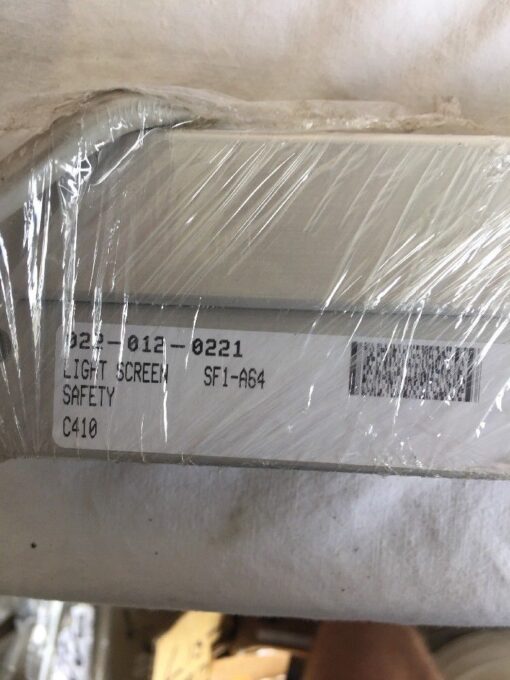 022-012-0221
LIGHT SCREEN SF1-A64
SAFETY
C410